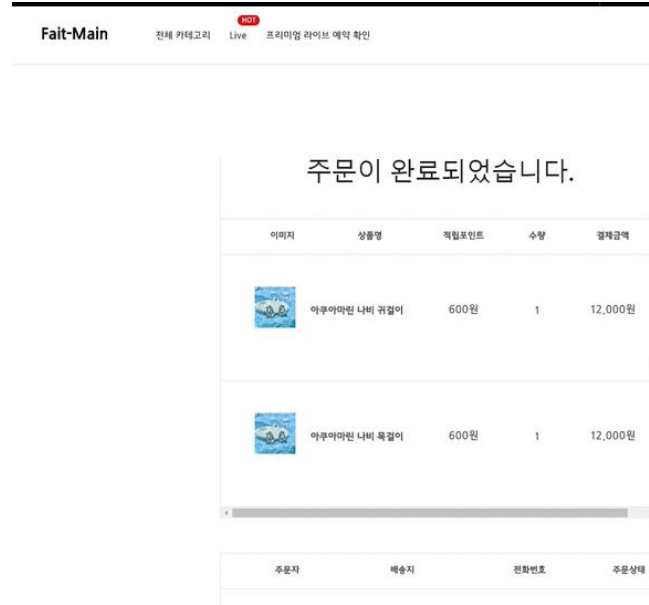 HOT
Fait-Main 전체 카테고리 Live 프리미엄 라이브 예약 확인
주문이 완료되었습니다.
이미지 상품명 적립포인트 수량 결제금액
아쿠아마린 나비 귀걸이 600원 1 12,000원
아쿠아마린 나비 목걸이 600원 1 12,000원
주문자 배송지 전화번호 주문상태